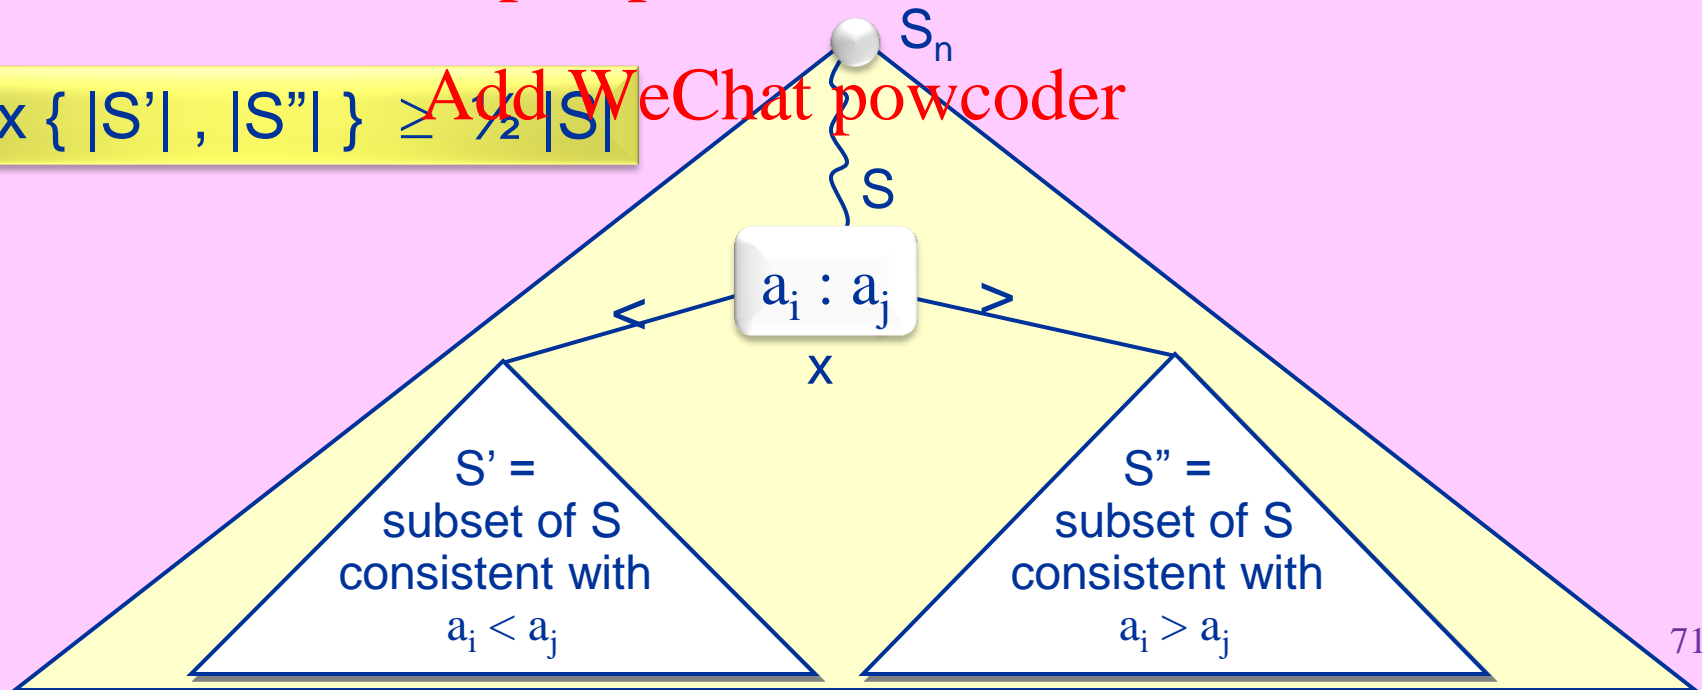 Sₙ
Add WeChat powcoder
x { |S’| , |S”| } ≥ ½ |S|
S
aᵢ : aⱼ
< >
x
S’ =
subset of S
consistent with
aᵢ < aⱼ
S” =
subset of S
consistent with
aᵢ > aⱼ
71